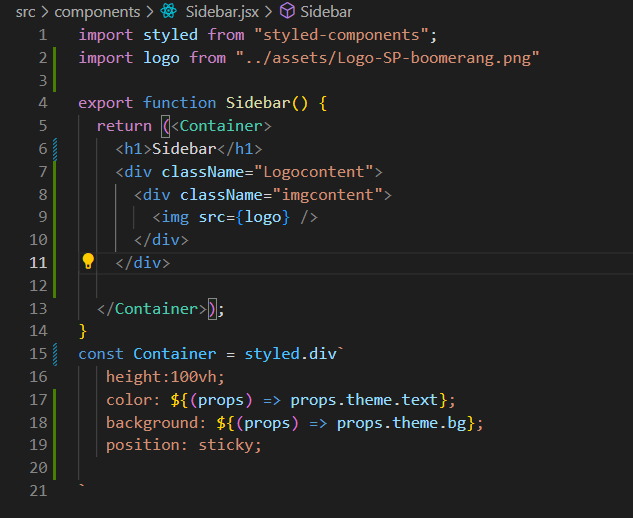 src > components > Sidebar.jsx > Sidebar
1 import styled from "styled-components";
2 import logo from "../assets/Logo-SP-boomerang.png"
3
4 export function Sidebar() {
5   return (<Container>
6     <h1>Sidebar</h1>
7     <div className="Logocontent">
8       <div className="imgcontent">
9         <img src={logo} />
10       </div>
11     </div>
12
13   </Container>);
14 }
15 const Container = styled.div`
16    height:100vh;
17    color: ${(props) => props.theme.text};
18    background: ${(props) => props.theme.bg};
19    position: sticky;
20
21 `